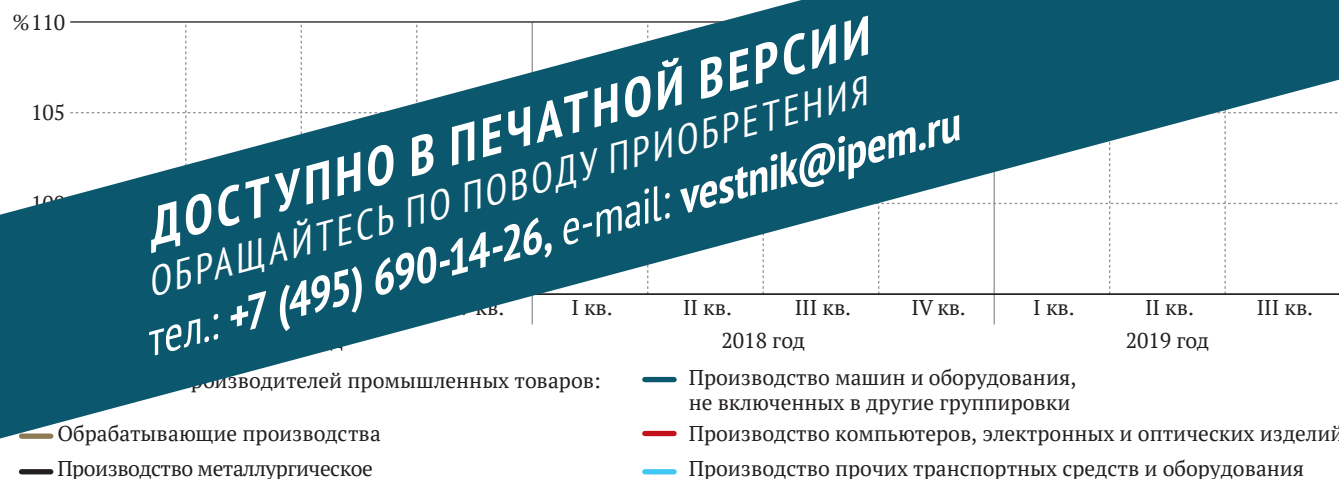 %110
105
ДОСТУПНО В ПЕЧАТНОЙ ВЕРСИИ
ОБРАЩАЙТЕСЬ ПО ПОВОДУ ПРИОБРЕТЕНИЯ
тел.: +7 (495) 690-14-26, e-mail: vestnik@ipem.ru
кв. I кв. II кв. III кв. IV кв. I кв. II кв. III кв.
2018 год 2019 год
производителей промышленных товаров:
Обрабатывающие производства
Производство металлургическое
Производство машин и оборудования,
не включенных в другие группировки
Производство компьютеров, электронных и оптических изделий
Производство прочих транспортных средств и оборудования